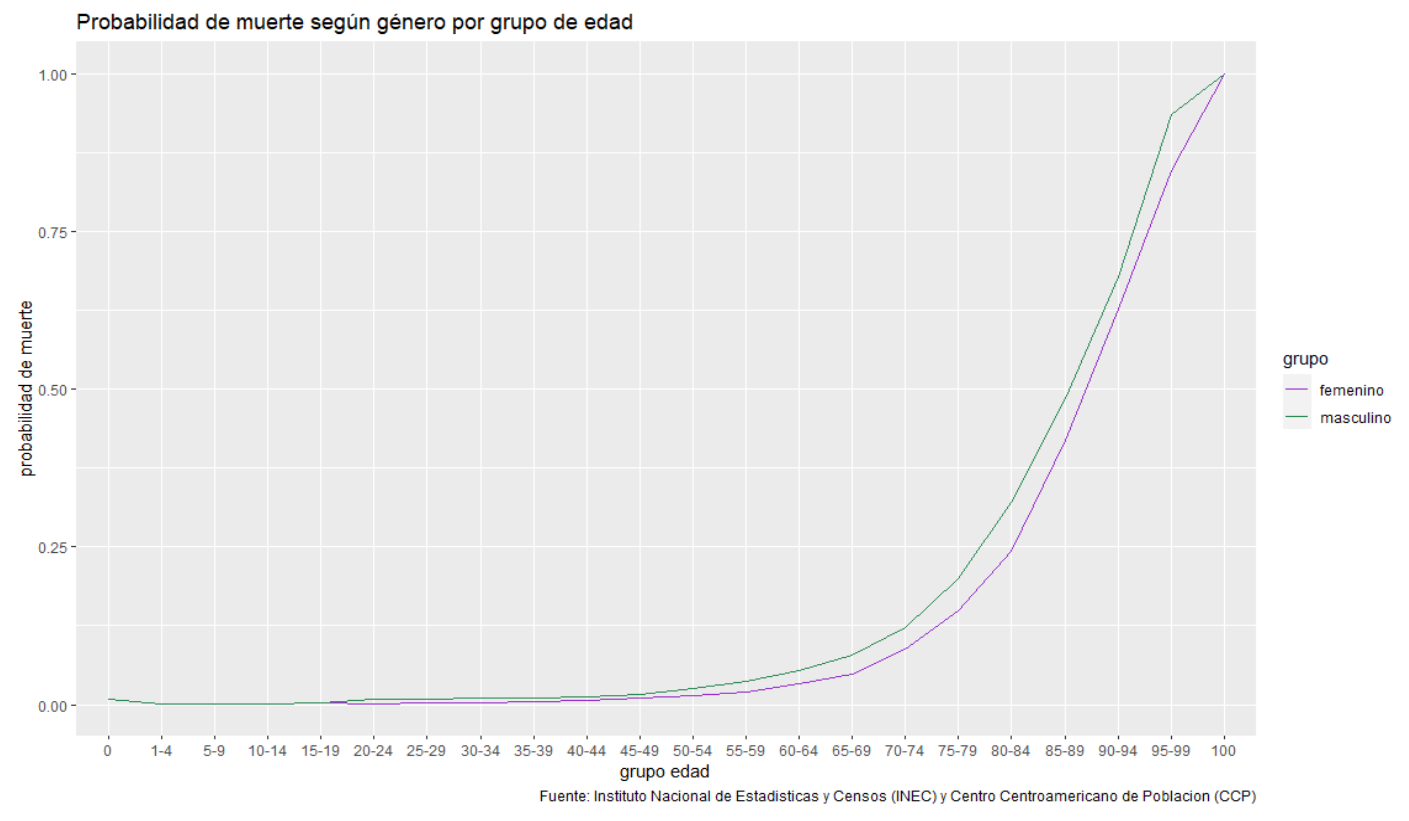 Probabilidad de muerte según género por grupo de edad
probabilidad de muerte
1.00
0.75
0.50
0.25
0.00
0 1-4 5-9 10-14 15-19 20-24 25-29 30-34 35-39 40-44 45-49 50-54 55-59 60-64 65-69 70-74 75-79 80-84 85-89 90-94 95-99 100
grupo edad
Fuente: Instituto Nacional de Estadisticas y Censos (INEC) y Centro Centroamericano de Poblacion (CCP)
grupo
femenino
masculino